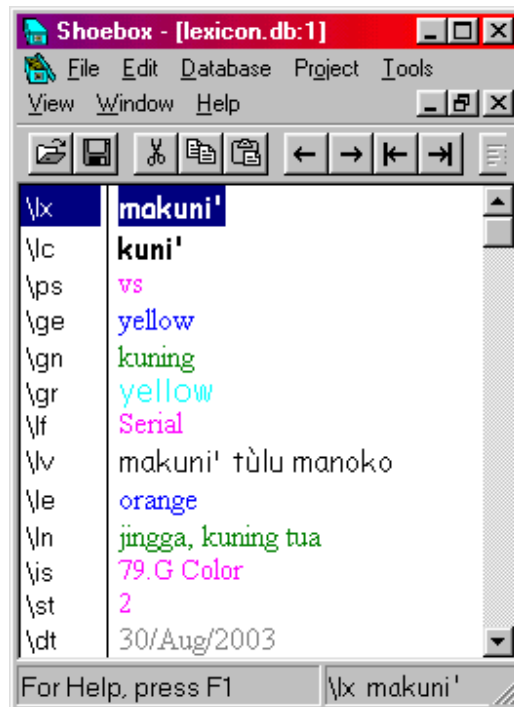 Shoebox - [lexicon.db:1]
File Edit Database Project Tools
View Window Help
\lx makuni'
\lc kuni'
\ps vs
\ge yellow
\gn kuning
\gr yellow
\lf Serial
\lv makuni' tùlu manoko
\le orange
\ln jingga, kuning tua
\is 79.G Color
\st 2
\dt 30/Aug/2003
For Help, press F1 \lx makuni'